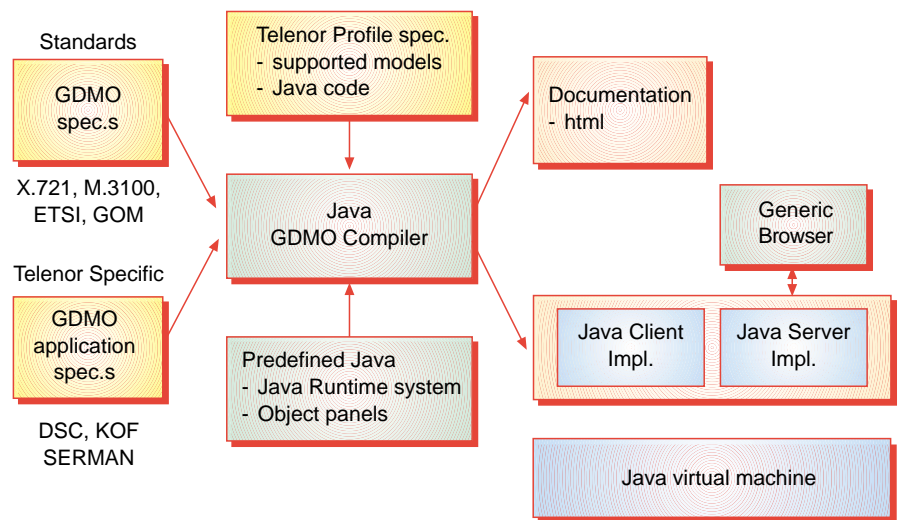 Standards
GDMO
spec.s
X.721, M.3100,
ETSI, GOM
Telenor Specific
GDMO
application
spec.s
DSC, KOF
SERMAN
Telenor Profile spec.
- supported models
- Java code
Java
GDMO Compiler
Predefined Java
- Java Runtime system
- Object panels
Documentation
- html
Generic
Browser
Java Client
Impl.
Java Server
Impl.
Java virtual machine